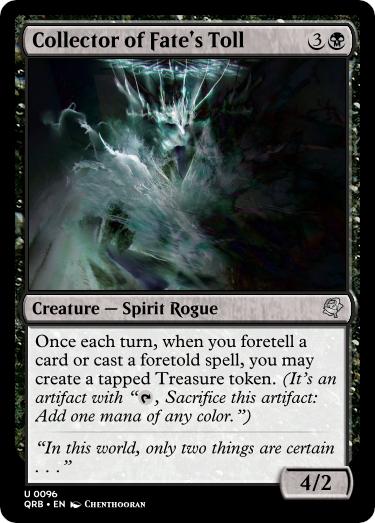 Collector of Fate's Toll 3
Creature — Spirit Rogue
Once each turn, when you foretell
a card or cast a foretold spell, you may
create a tapped Treasure token. (It's an
artifact with “, Sacrifice this artifact:
Add one mana of any color.”)
“In this world, only two things are certain
. . .”
4/2
U 0096
QRB • EN CHENTHOORAN